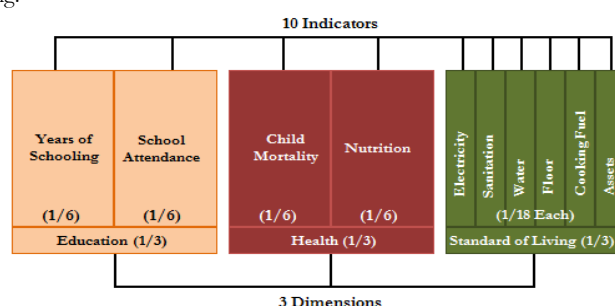 g.
10 Indicators
Years of
Schooling
School
Attendance
Child
Mortality
Nutrition
Electricity
Sanitation
Water
Floor
Cooking Fuel
Assets
(1/6)
(1/6)
(1/6)
(1/6)
(1/18 Each)
Education (1/3)
Health (1/3)
Standard of Living (1/3)
3 Dimensions